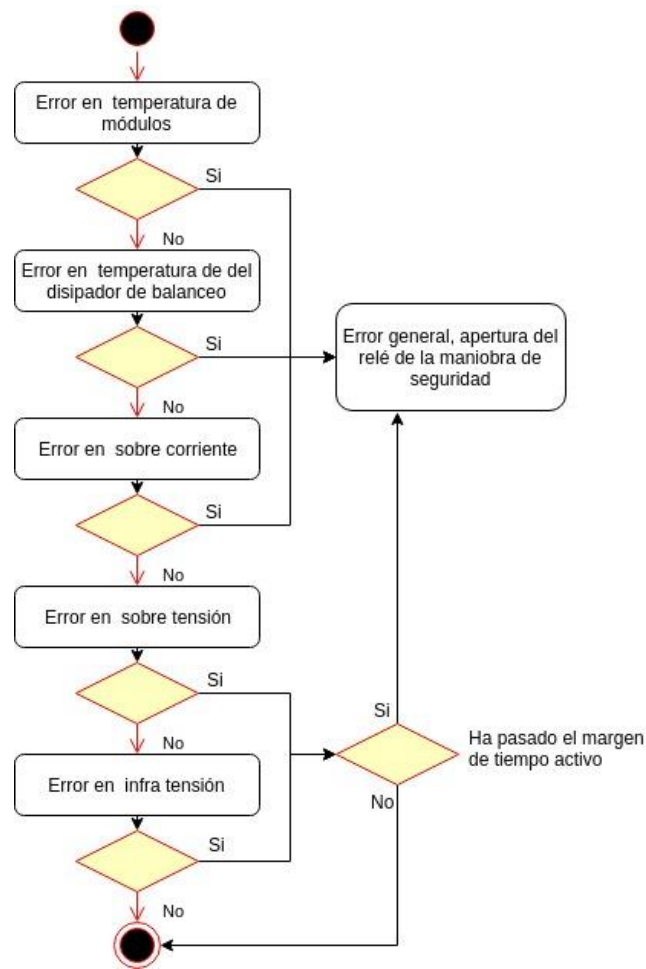 Error en temperatura de
módulos
Si
No
Error en temperatura de del
disipador de balanceo
Si
No
Error general, apertura del
relé de la maniobra de
seguridad
Error en sobre corriente
Si
No
Error en sobre tensión
Si
No
Error en infra tensión
Si
No
Si
Ha pasado el margen
de tiempo activo
No